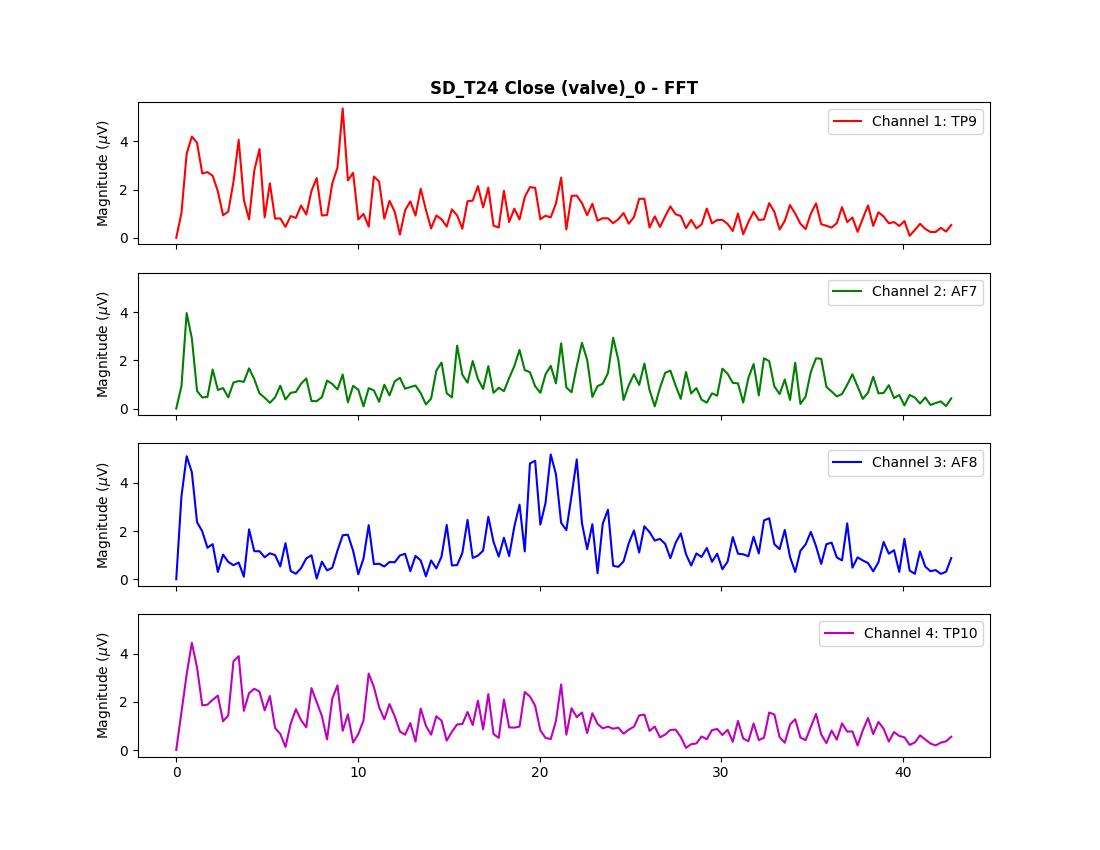 SD_T24 Close (valve)_0 - FFT
Magnitude (μV)
4
2
0
Channel 1: TP9
Magnitude (μV)
4
2
0
Channel 2: AF7
Magnitude (μV)
4
2
0
Channel 3: AF8
Magnitude (μV)
4
2
0
Channel 4: TP10
0 10 20 30 40